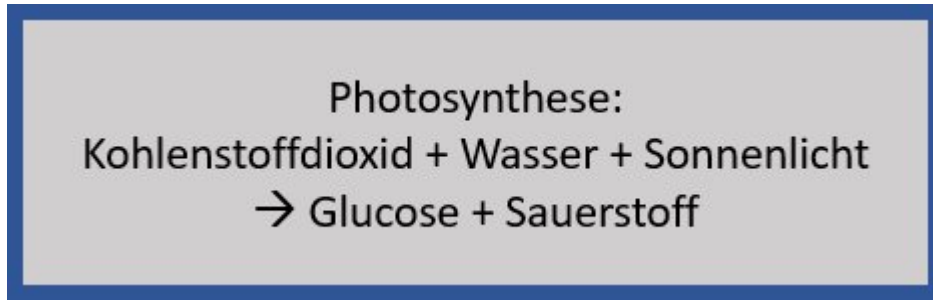 Photosynthese:
Kohlenstoffdioxid + Wasser + Sonnenlicht
→ Glucose + Sauerstoff